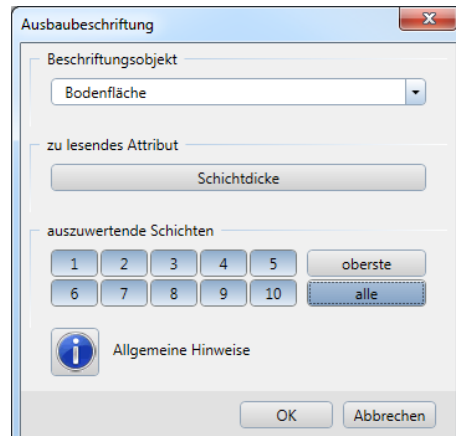 Ausbaubeschriftung
Beschriftungsobjekt
Bodenfläche
zu lesendes Attribut
Schichtdicke
auszuwertende Schichten
1 2 3 4 5 oberste
6 7 8 9 10 alle
Allgemeine Hinweise
OK Abbrechen